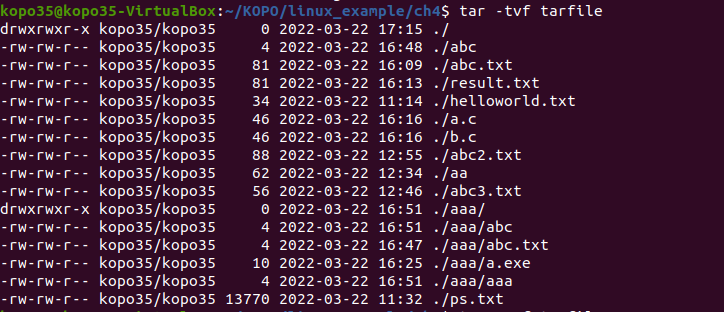 kopo35@kopo35-VirtualBox:~/KOPO/linux_example/ch4$ tar -tvf tarfile
drwxrwxr-x kopo35/kopo35     0 2022-03-22 17:15 ./
-rw-rw-r-- kopo35/kopo35     4 2022-03-22 16:48 ./abc
-rw-rw-r-- kopo35/kopo35    81 2022-03-22 16:09 ./abc.txt
-rw-rw-r-- kopo35/kopo35    81 2022-03-22 16:13 ./result.txt
-rw-rw-r-- kopo35/kopo35    34 2022-03-22 11:14 ./helloworld.txt
-rw-rw-r-- kopo35/kopo35    46 2022-03-22 16:16 ./a.c
-rw-rw-r-- kopo35/kopo35    46 2022-03-22 16:16 ./b.c
-rw-rw-r-- kopo35/kopo35    88 2022-03-22 12:55 ./abc2.txt
-rw-rw-r-- kopo35/kopo35    62 2022-03-22 12:34 ./aa
-rw-rw-r-- kopo35/kopo35    56 2022-03-22 12:46 ./abc3.txt
drwxrwxr-x kopo35/kopo35     0 2022-03-22 16:51 ./aaa/
-rw-rw-r-- kopo35/kopo35     4 2022-03-22 16:51 ./aaa/abc
-rw-rw-r-- kopo35/kopo35     4 2022-03-22 16:47 ./aaa/abc.txt
-rw-rw-r-- kopo35/kopo35    10 2022-03-22 16:25 ./aaa/a.exe
-rw-rw-r-- kopo35/kopo35     4 2022-03-22 16:51 ./aaa/aaa
-rw-rw-r-- kopo35/kopo35 13770 2022-03-22 11:32 ./ps.txt